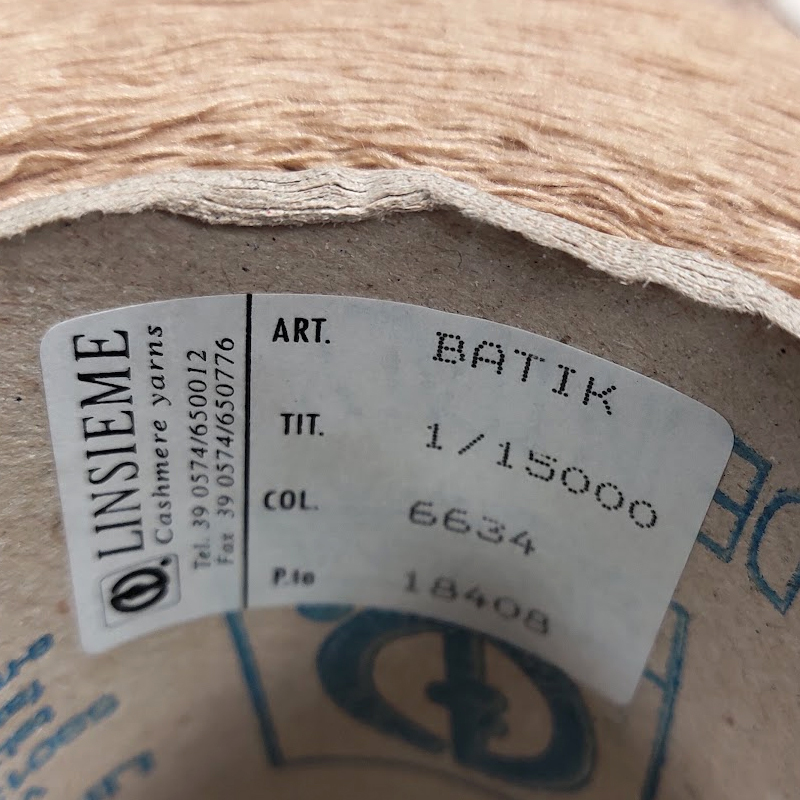 LINSIEME
Cashmere yarns
Tel. 39 0574/650012
Fax 39 0574/650776
ART. BATIK
TIT. 1/15000
COL. 6634
P.to 18408